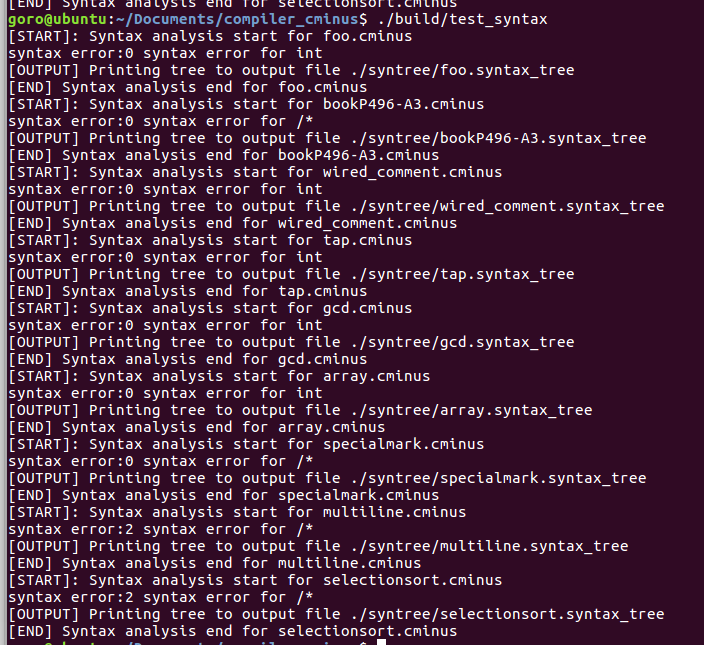 [END] Syntax analysis end for selectionsort.cminus
goro@ubuntu:~/Documents/compiler_cminus$ ./build/test_syntax
[START]: Syntax analysis start for foo.cminus
syntax error:0 syntax error for int
[OUTPUT] Printing tree to output file ./syntree/foo.syntax_tree
[END] Syntax analysis end for foo.cminus
[START]: Syntax analysis start for bookP496-A3.cminus
syntax error:0 syntax error for /*
[OUTPUT] Printing tree to output file ./syntree/bookP496-A3.syntax_tree
[END] Syntax analysis end for bookP496-A3.cminus
[START]: Syntax analysis start for wired_comment.cminus
syntax error:0 syntax error for int
[OUTPUT] Printing tree to output file ./syntree/wired_comment.syntax_tree
[END] Syntax analysis end for wired_comment.cminus
[START]: Syntax analysis start for tap.cminus
syntax error:0 syntax error for int
[OUTPUT] Printing tree to output file ./syntree/tap.syntax_tree
[END] Syntax analysis end for tap.cminus
[START]: Syntax analysis start for gcd.cminus
syntax error:0 syntax error for int
[OUTPUT] Printing tree to output file ./syntree/gcd.syntax_tree
[END] Syntax analysis end for gcd.cminus
[START]: Syntax analysis start for array.cminus
syntax error:0 syntax error for int
[OUTPUT] Printing tree to output file ./syntree/array.syntax_tree
[END] Syntax analysis end for array.cminus
[START]: Syntax analysis start for specialmark.cminus
syntax error:0 syntax error for /*
[OUTPUT] Printing tree to output file ./syntree/specialmark.syntax_tree
[END] Syntax analysis end for specialmark.cminus
[START]: Syntax analysis start for multiline.cminus
syntax error:2 syntax error for /*
[OUTPUT] Printing tree to output file ./syntree/multiline.syntax_tree
[END] Syntax analysis end for multiline.cminus
[START]: Syntax analysis start for selectionsort.cminus
syntax error:2 syntax error for /*
[OUTPUT] Printing tree to output file ./syntree/selectionsort.syntax_tree
[END] Syntax analysis end for selectionsort.cminus